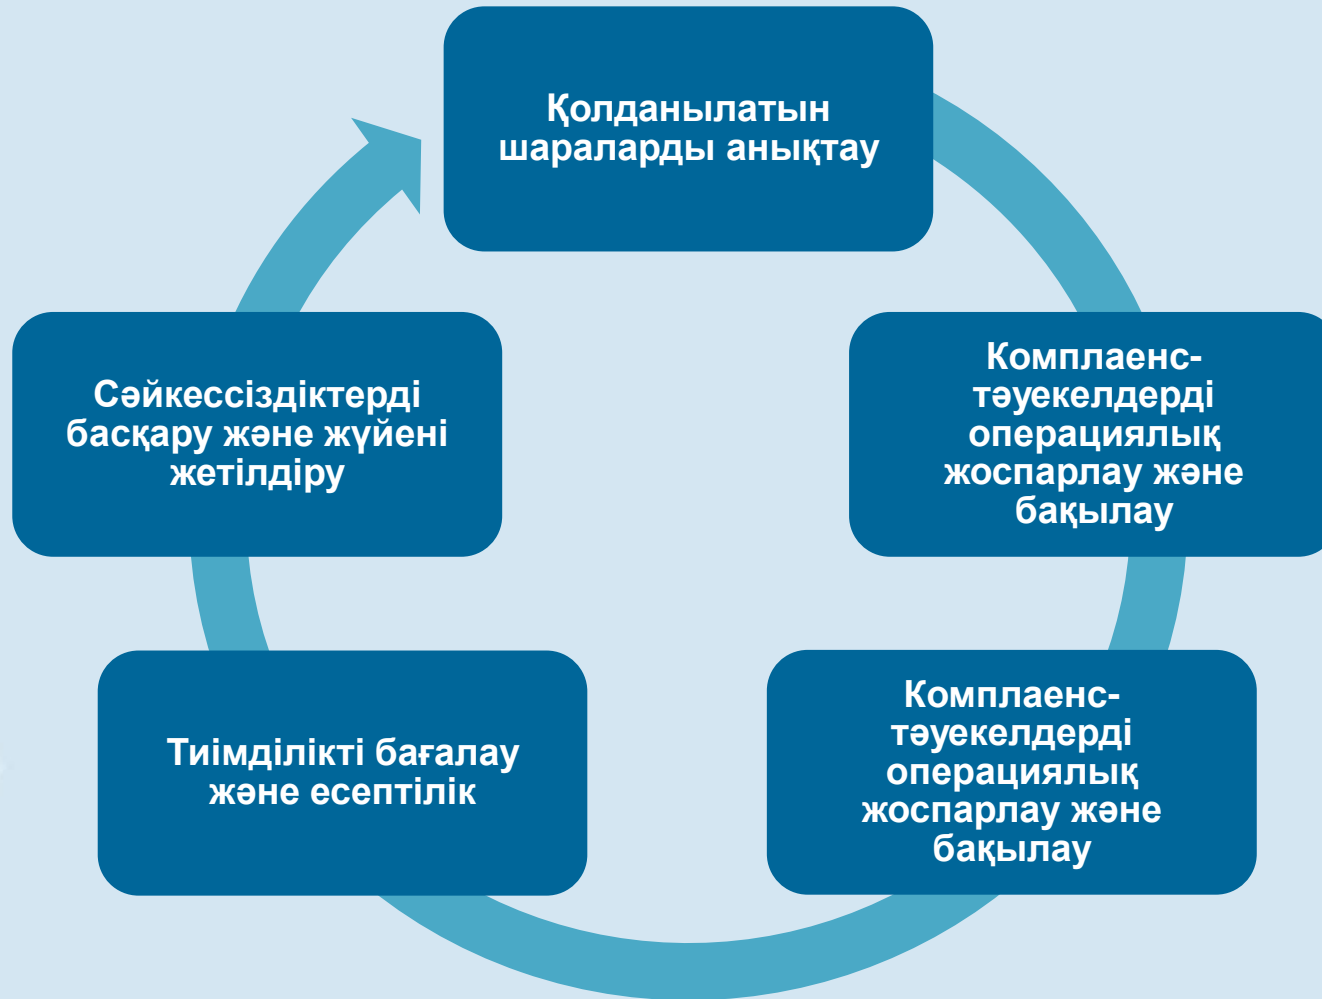 Қолданылатын
шараларды анықтау
Комплаенс-
тәуекелдерді
операциялық
жоспарлау және
бақылау
Комплаенс-
тәуекелдерді
операциялық
жоспарлау және
бақылау
Тиімділікті бағалау
және есептілік
Сәйкессіздіктерді
басқару және жүйені
жетілдіру